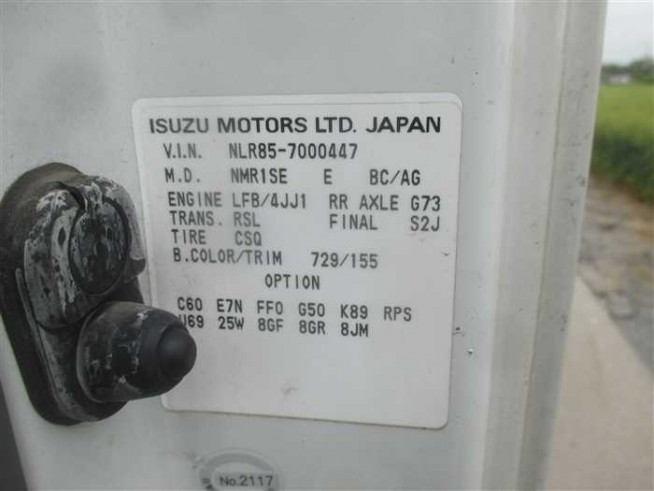 ISUZU MOTORS LTD. JAPAN
V.I.N. NLR85-7000447
M.D. NMR1SE E BC/AG
ENGINE LFB/4JJ1 RR AXLE G73
TRANS. RSL FINAL S2J
TIRE CSQ
B.COLOR/TRIM 729/155
OPTION
C60 E7N FF0 G50 K89 RPS
U69 25W 8GF 8GR 8JM
No.2117